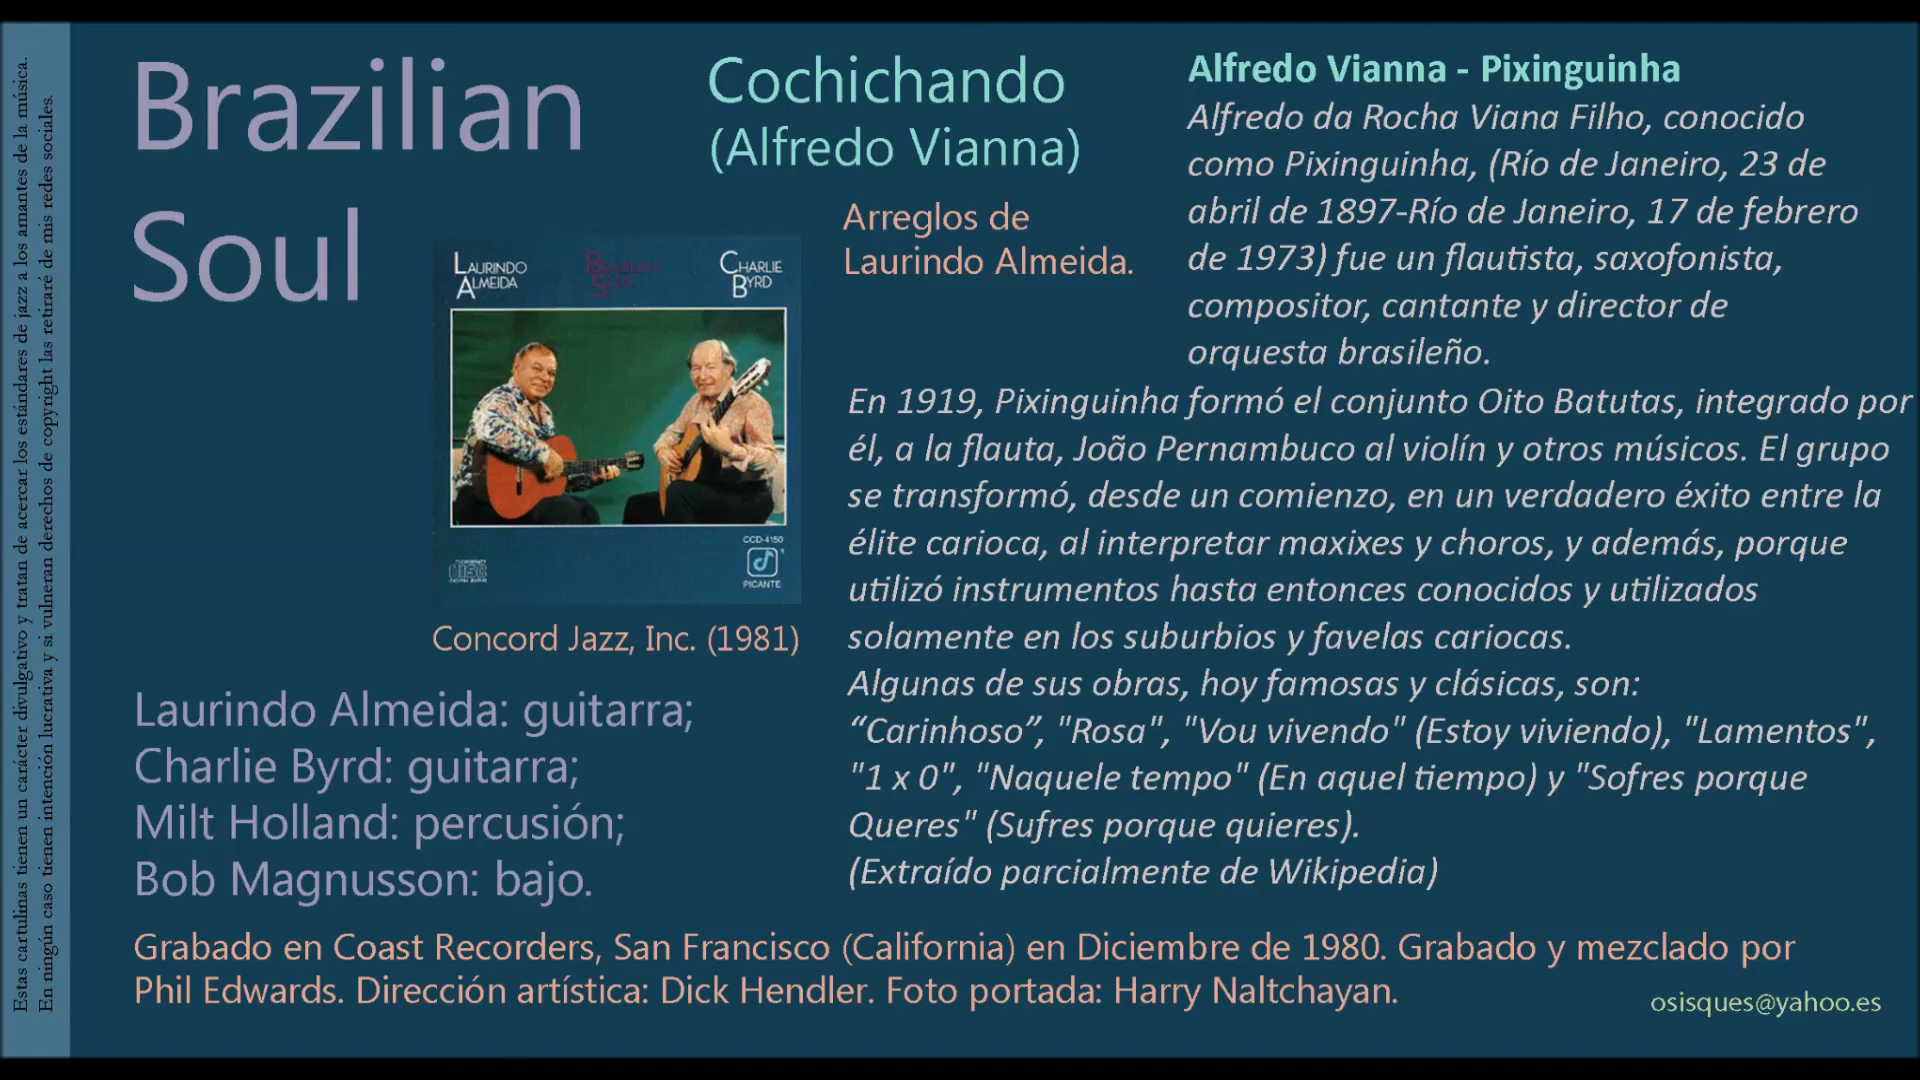 Estas cartulinas tienen un carácter divulgativo y tratan de acercar los estándares de jazz a los amantes de la música.
En ningún caso tienen intención lucrativa y si vulneran derechos de copyright las retiraré de mis redes sociales.
Brazilian
Soul
Cochichando
(Alfredo Vianna)
Arreglos de
Laurindo Almeida.
LAURINDO
ALMEIDA
BRAZILIAN
SOUL
CHARLIE
BYRD
CCD-4150
PICANTE
Concord Jazz, Inc. (1981)
Laurindo Almeida: guitarra;
Charlie Byrd: guitarra;
Milt Holland: percusión;
Bob Magnusson: bajo.
Alfredo Vianna - Pixinguinha
Alfredo da Rocha Viana Filho, conocido
como Pixinguinha, (Río de Janeiro, 23 de
abril de 1897-Río de Janeiro, 17 de febrero
de 1973) fue un flautista, saxofonista,
compositor, cantante y director de
orquesta brasileño.
En 1919, Pixinguinha formó el conjunto Oito Batutas, integrado por
él, a la flauta, João Pernambuco al violín y otros músicos. El grupo
se transformó, desde un comienzo, en un verdadero éxito entre la
élite carioca, al interpretar maxixes y choros, y además, porque
utilizó instrumentos hasta entonces conocidos y utilizados
solamente en los suburbios y favelas cariocas.
Algunas de sus obras, hoy famosas y clásicas, son:
“Carinhoso”, "Rosa", "Vou vivendo" (Estoy viviendo), "Lamentos",
"1 x 0", "Naquele tempo" (En aquel tiempo) y "Sofres porque
Queres" (Sufres porque quieres).
(Extraído parcialmente de Wikipedia)
Grabado en Coast Recorders, San Francisco (California) en Diciembre de 1980. Grabado y mezclado por
Phil Edwards. Dirección artística: Dick Hendler. Foto portada: Harry Naltchayan.
osisques@yahoo.es